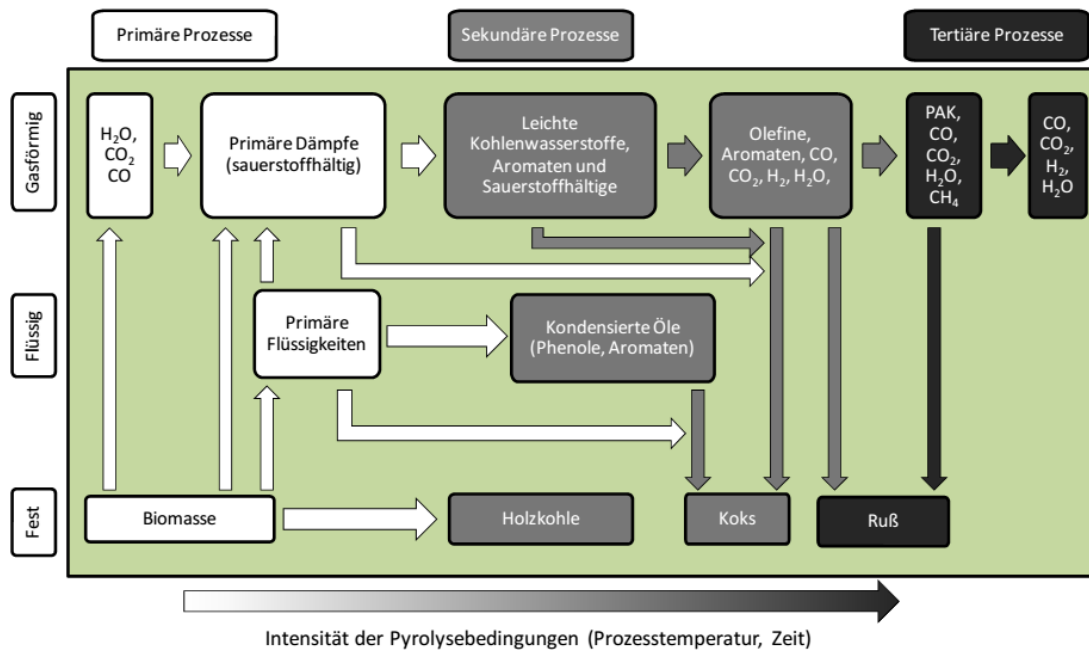 Primäre Prozesse
Sekundäre Prozesse
Tertiäre Prozesse
Gasförmig
H₂O,
CO₂
CO
Primäre Dämpfe
(sauerstoffhältig)
Leichte
Kohlenwasserstoffe,
Aromaten und
Sauerstoffhältige
Olefine,
Aromaten, CO,
CO₂, H₂, H₂O,
PAK,
CO,
CO₂,
H₂O,
CH₄
CO,
CO₂,
H₂,
H₂O
Flüssig
Primäre
Flüssigkeiten
Kondensierte Öle
(Phenole, Aromaten)
Fest
Biomasse
Holzkohle
Koks
Ruß
Intensität der Pyrolysebedingungen (Prozesstemperatur, Zeit)